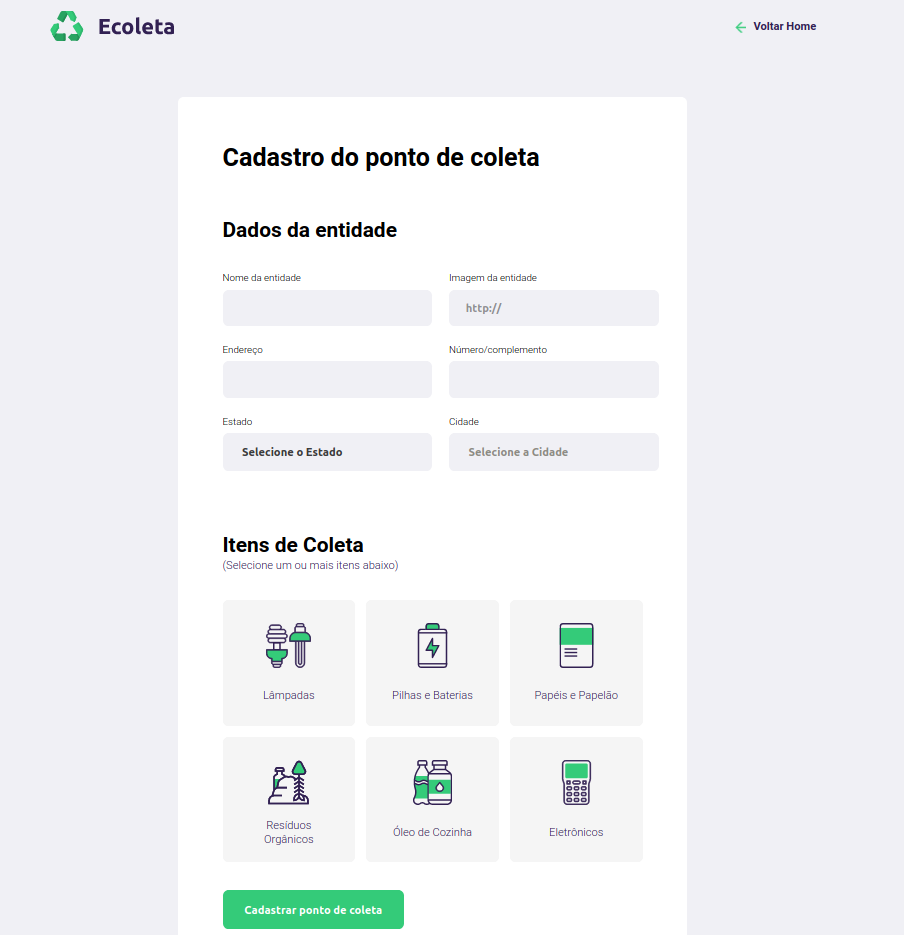 Ecoleta
Voltar Home
Cadastro do ponto de coleta
Dados da entidade
Nome da entidade
Imagem da entidade
http://
Endereço
Número/complemento
Estado
Cidade
Selecione o Estado
Selecione a Cidade
Itens de Coleta
(Selecione um ou mais itens abaixo)
Lâmpadas
Pilhas e Baterias
Papéis e Papelão
Resíduos
Orgânicos
Óleo de Cozinha
Eletrônicos
Cadastrar ponto de coleta